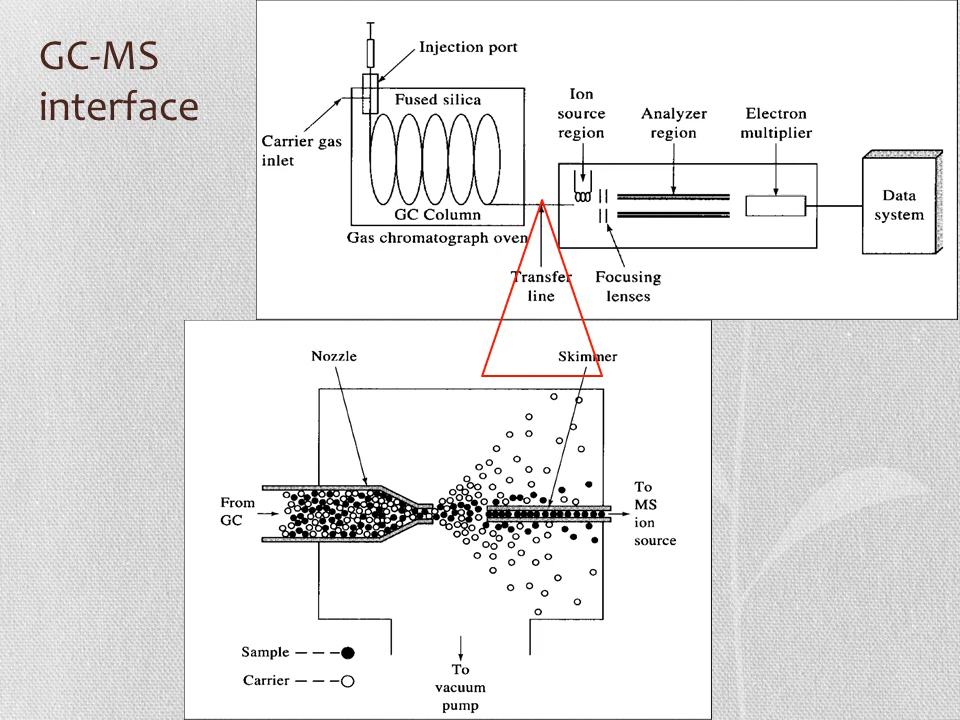 GC-MS
interface
Injection port
Fused silica
Carrier gas
inlet
GC Column
Gas chromatograph oven
Ion
source
region
Analyzer
region
Electron
multiplier
Data
system
Transfer
line
Focusing
lenses
Nozzle
Skimmer
From
GC
To
MS
ion
source
Sample
Carrier
To
vacuum
pump